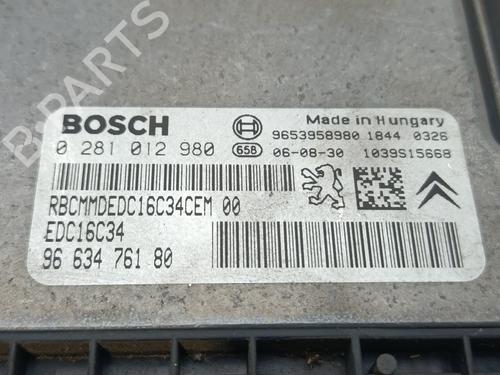 B-PARTS
BOSCH
Made in Hungary
9653958980 1844 0326
0 281 012 980 65B 06-08-30 1039S15668
RBCMMDEDC16C34CEM 00
EDC16C34
96 634 761 80